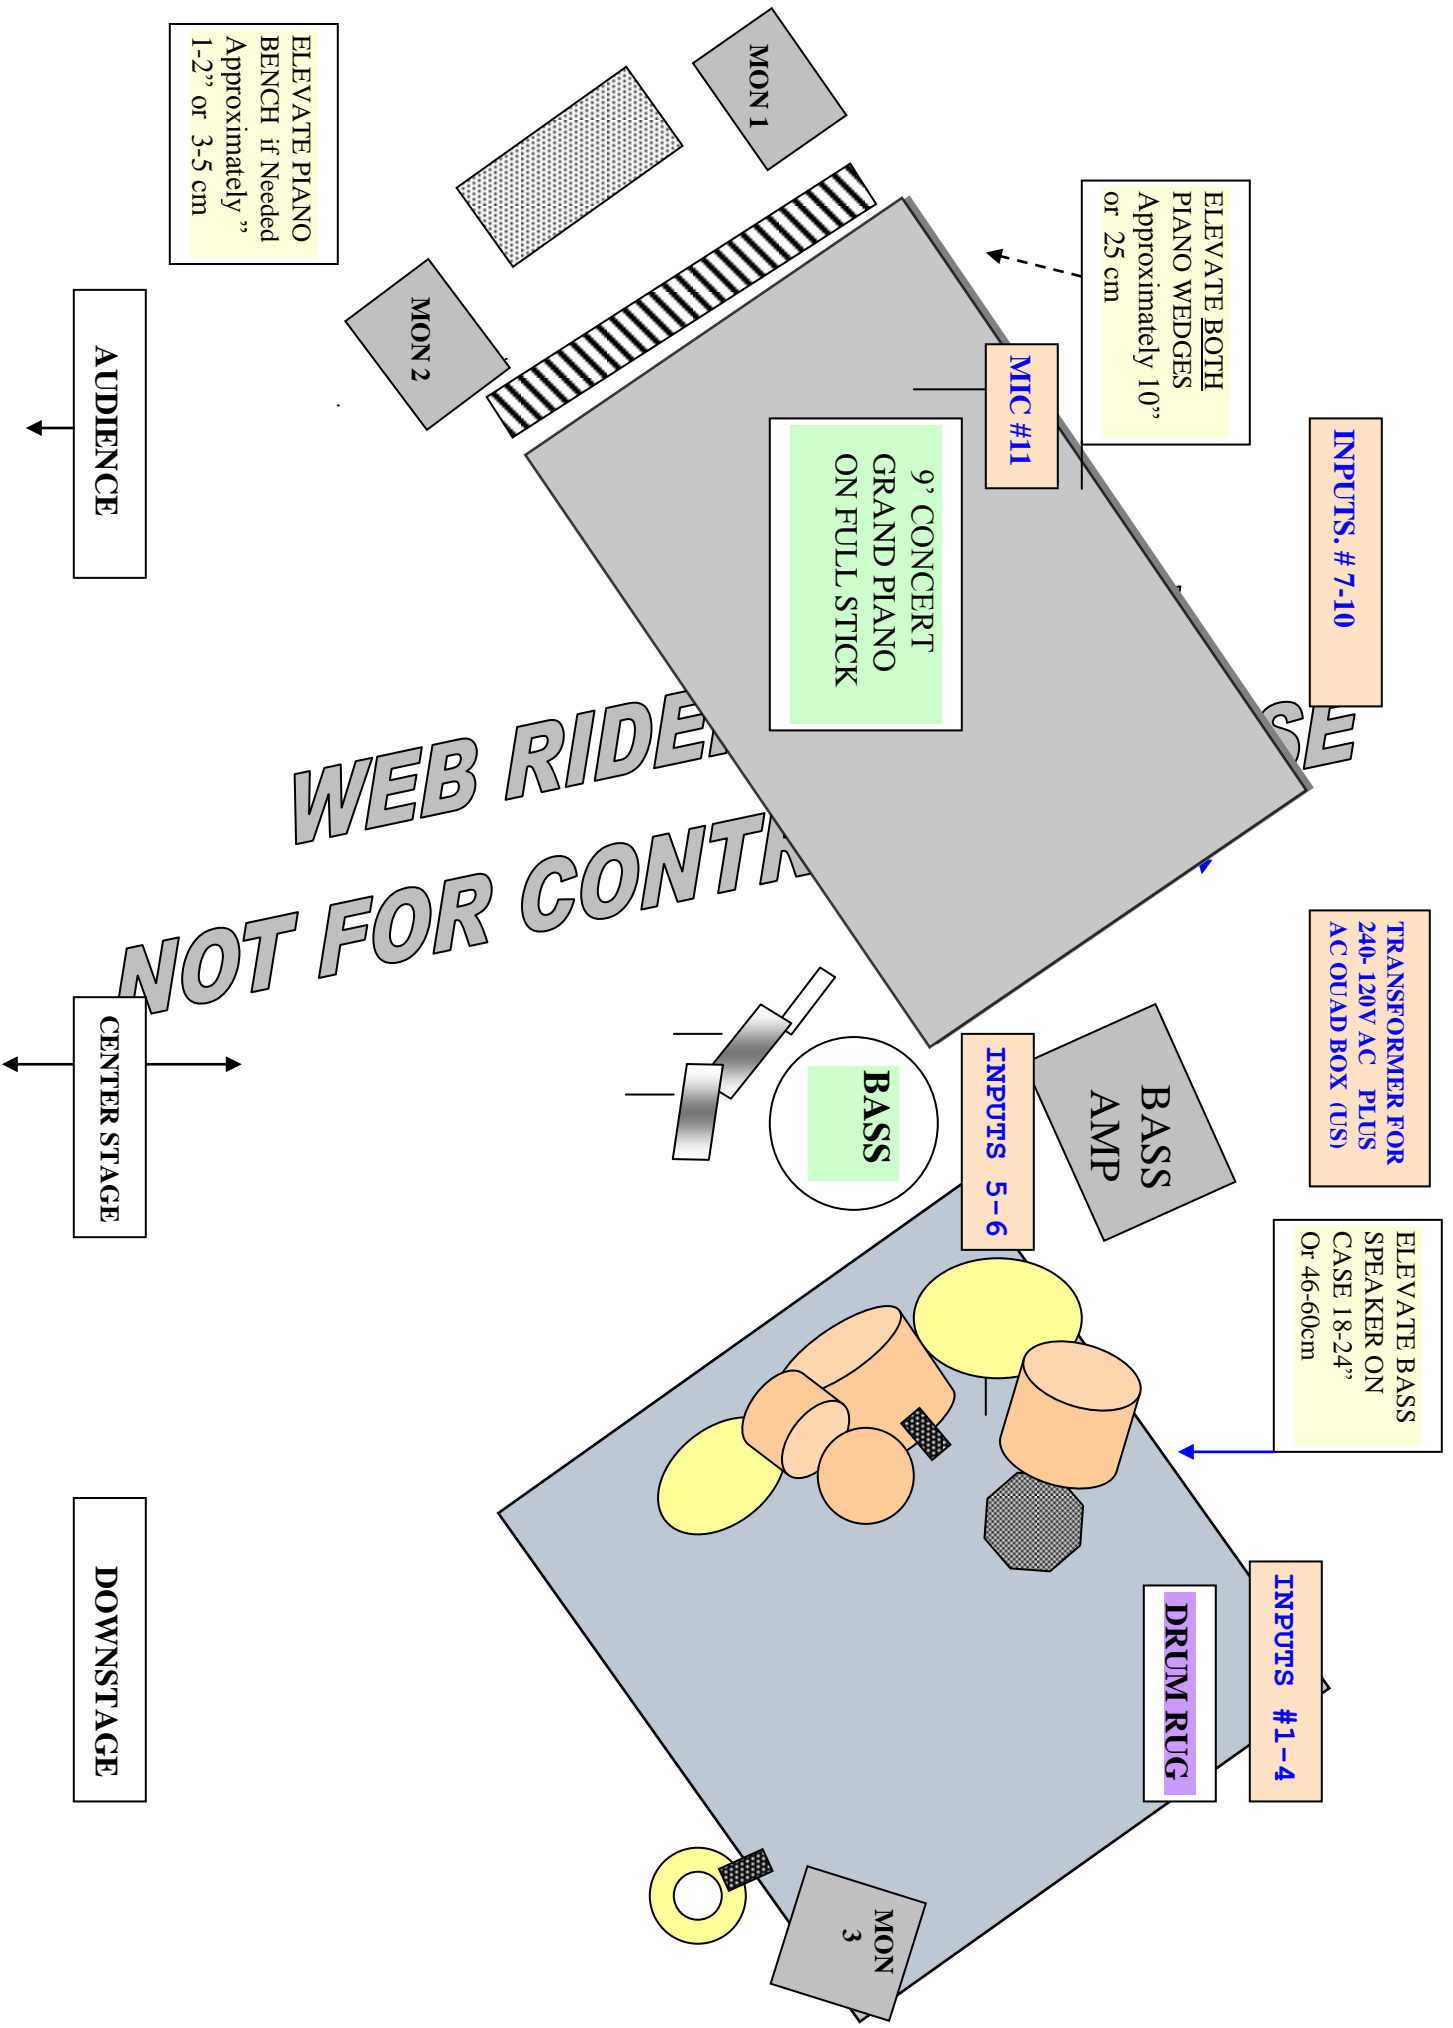 INPUTS. # 7-10
TRANSFORMER FOR
240- 120V AC PLUS
AC QUAD BOX (US)
ELEVATE BASS
SPEAKER ON
CASE 18-24”
Or 46-60cm
ELEVATE BOTH
PIANO WEDGES
Approximately 10”
or 25 cm
INPUTS #1-4
DRUM RUG
BASS
AMP
MIC #11
INPUTS 5-6
9’ CONCERT
GRAND PIANO
ON FULL STICK
BASS
MON 1
MON
3
MON 2
WEB RIDE
SE
NOT FOR CONTR
ELEVATE PIANO
BENCH if Needed
Approximately ”
1-2” or 3-5 cm
AUDIENCE
CENTER STAGE
DOWNSTAGE